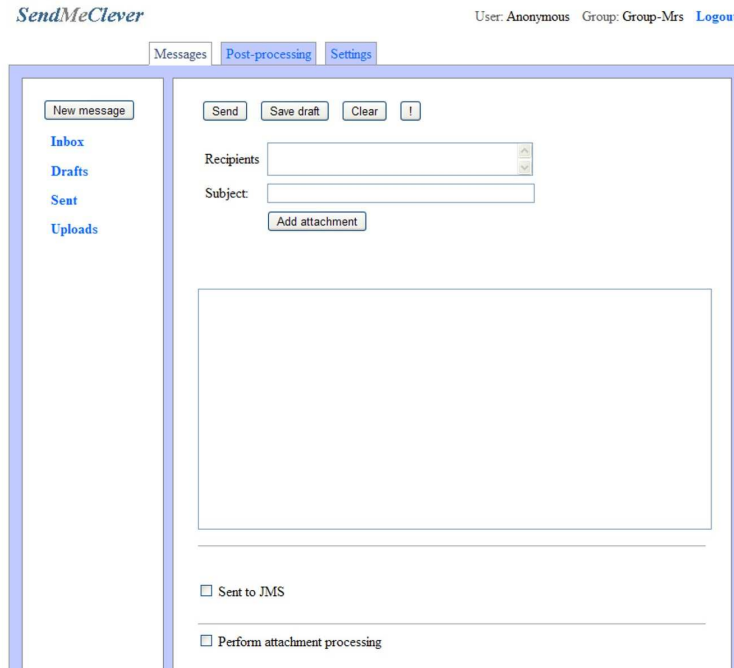 SendMeClever
User: Anonymous Group: Group-Mrs Logout
Messages Post-processing Settings
New message
Inbox
Drafts
Sent
Uploads
Send Save draft Clear !
Recipients
Subject:
Add attachment
Sent to JMS
Perform attachment processing